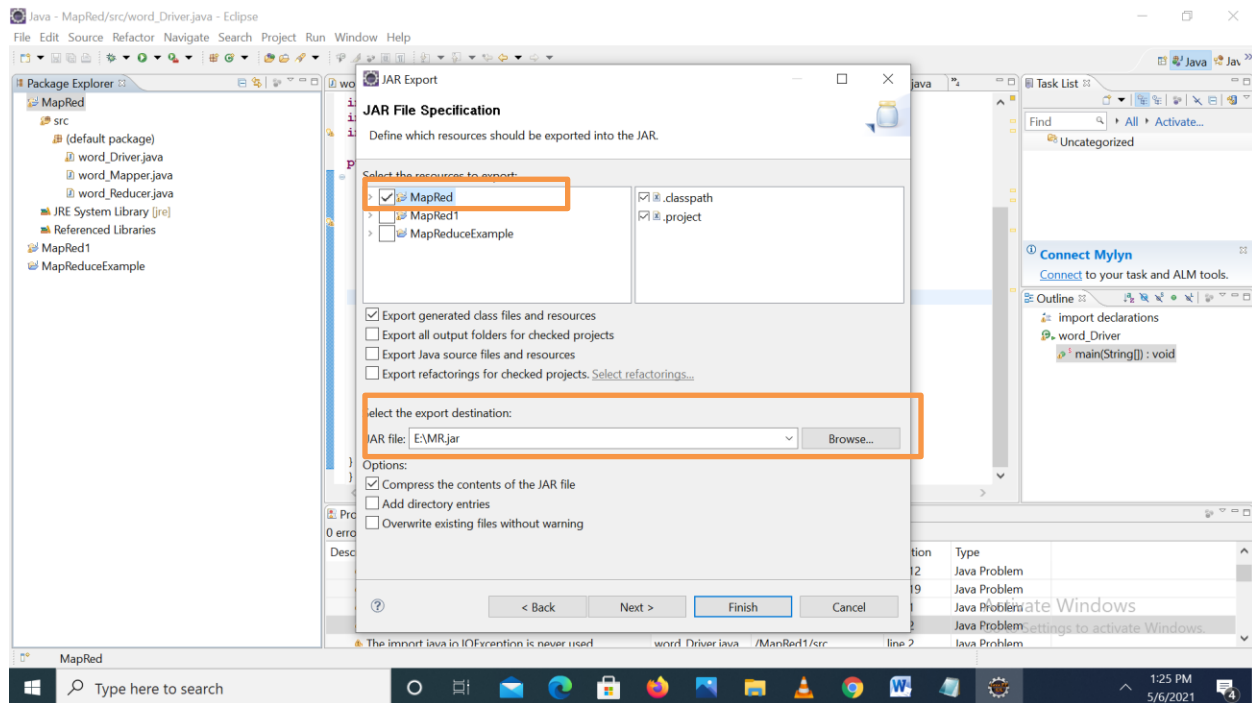 Java - MapRed/src/word_Driver.java - Eclipse
File Edit Source Refactor Navigate Search Project Run Window Help
Java
Package Explorer
MapRed
src
(default package)
word_Driver.java
word_Mapper.java
word_Reducer.java
JRE System Library [jre]
Referenced Libraries
MapRed1
MapReduceExample
JAR Export
JAR File Specification
Define which resources should be exported into the JAR.
Select the resources to export:
MapRed
MapRed1
MapReduceExample
.classpath
.project
Export generated class files and resources
Export all output folders for checked projects
Export Java source files and resources
Export refactorings for checked projects. Select refactorings...
Select the export destination:
JAR file: E:\MR.jar
Browse...
Options:
Compress the contents of the JAR file
Add directory entries
Overwrite existing files without warning
< Back Next > Finish Cancel
java
Task List
Find All Activate...
Uncategorized
Connect Mylyn
Connect to your task and ALM tools.
Outline
import declarations
word_Driver
main(String[]) : void
0 erro
Type
12 Java Problem
19 Java Problem
Java Problem
Java Problem
The import java.io.IOException is never used word_Driver.java /MapRed1/src line 2 Java Problem
Activate Windows
Settings to activate Windows.
MapRed
Type here to search
1:25 PM
5/6/2021
4